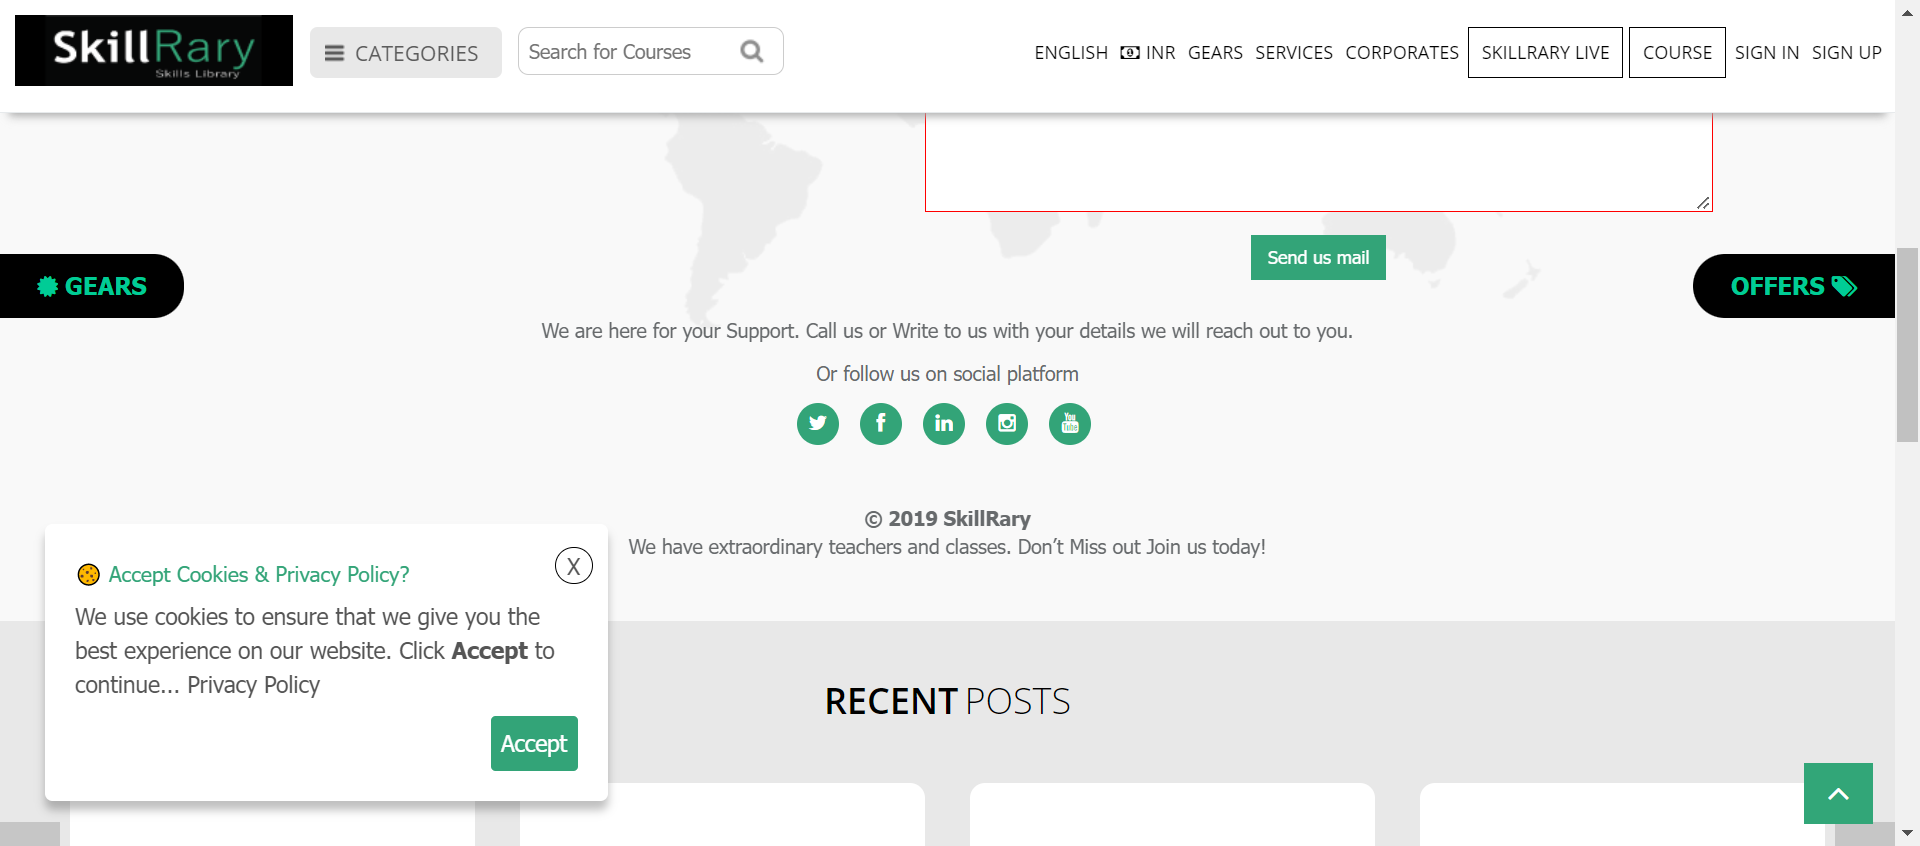 SkillRary
Skills Library
CATEGORIES
Search for Courses
ENGLISH
INR
GEARS
SERVICES
CORPORATES
SKILLRARY LIVE
COURSE
SIGN IN
SIGN UP
GEARS
OFFERS
Send us mail
We are here for your Support. Call us or Write to us with your details we will reach out to you.
Or follow us on social platform
You
Tube
© 2019 SkillRary
We have extraordinary teachers and classes. Don’t Miss out Join us today!
Accept Cookies & Privacy Policy?
X
We use cookies to ensure that we give you the
best experience on our website. Click Accept to
continue... Privacy Policy
Accept
RECENT POSTS